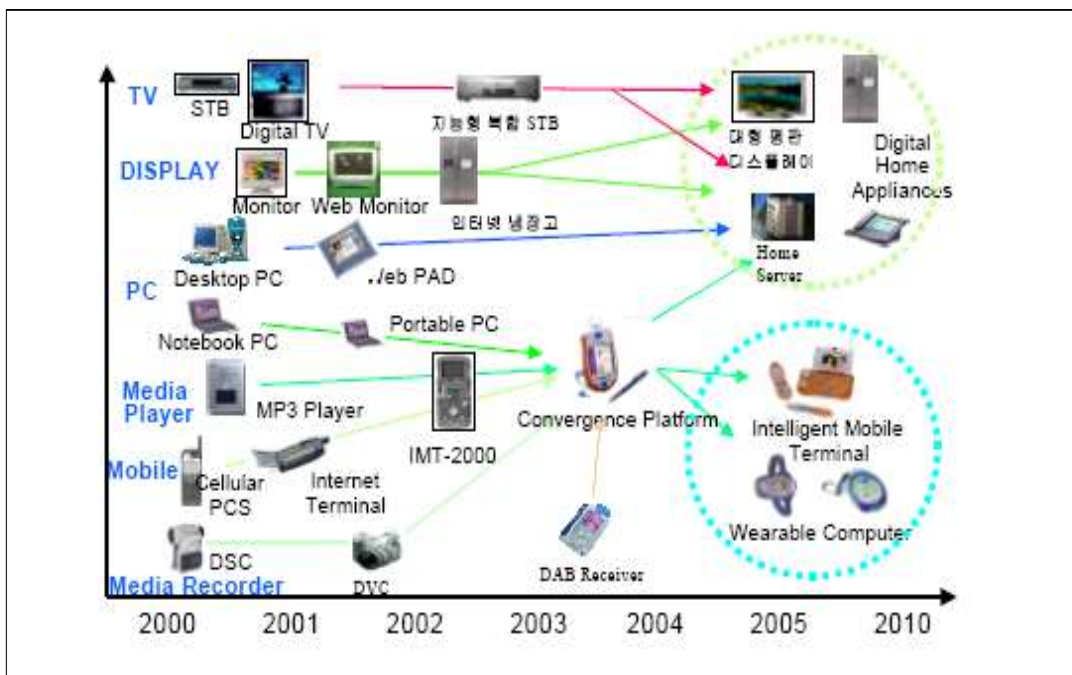 TV
STB
Digital TV
지능형 복합 STB
대형 평판
디스플레이
Digital
Home
Appliances
DISPLAY
Monitor
Web Monitor
인터넷 냉장고
Desktop PC
Web PAD
Home
Server
PC
Notebook PC
Portable PC
Media
Player
MP3 Player
IMT-2000
Convergence Platform
Intelligent Mobile
Terminal
Mobile
Cellular
PCS
Internet
Terminal
Wearable Computer
DSC
DVC
DAB Receiver
Media Recorder
2000 2001 2002 2003 2004 2005 2010